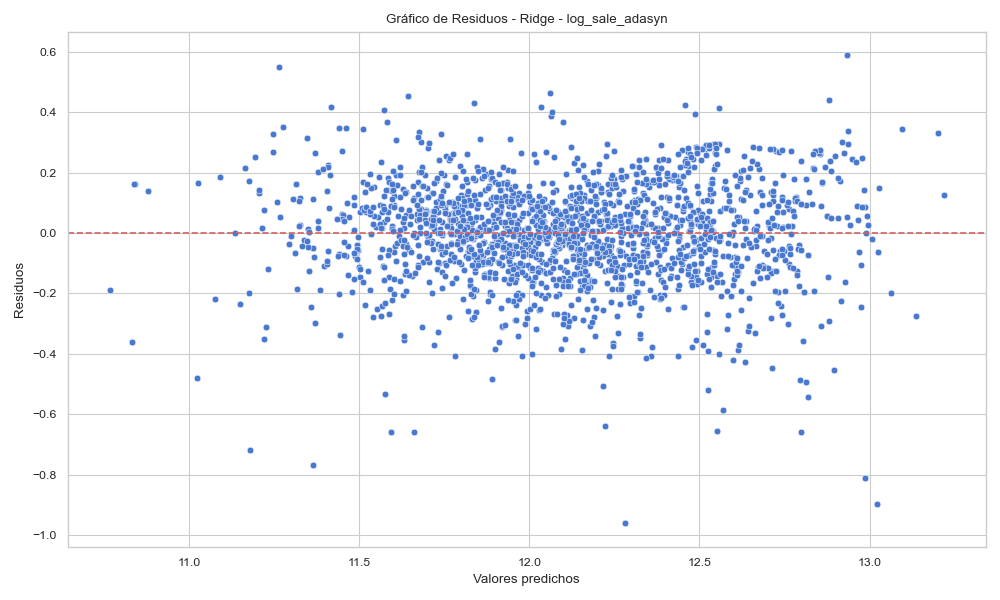 Gráfico de Residuos - Ridge - log_sale_adasyn
0.6
0.4
0.2
0.0
−0.2
−0.4
−0.6
−0.8
−1.0
Residuos
11.0 11.5 12.0 12.5 13.0
Valores predichos